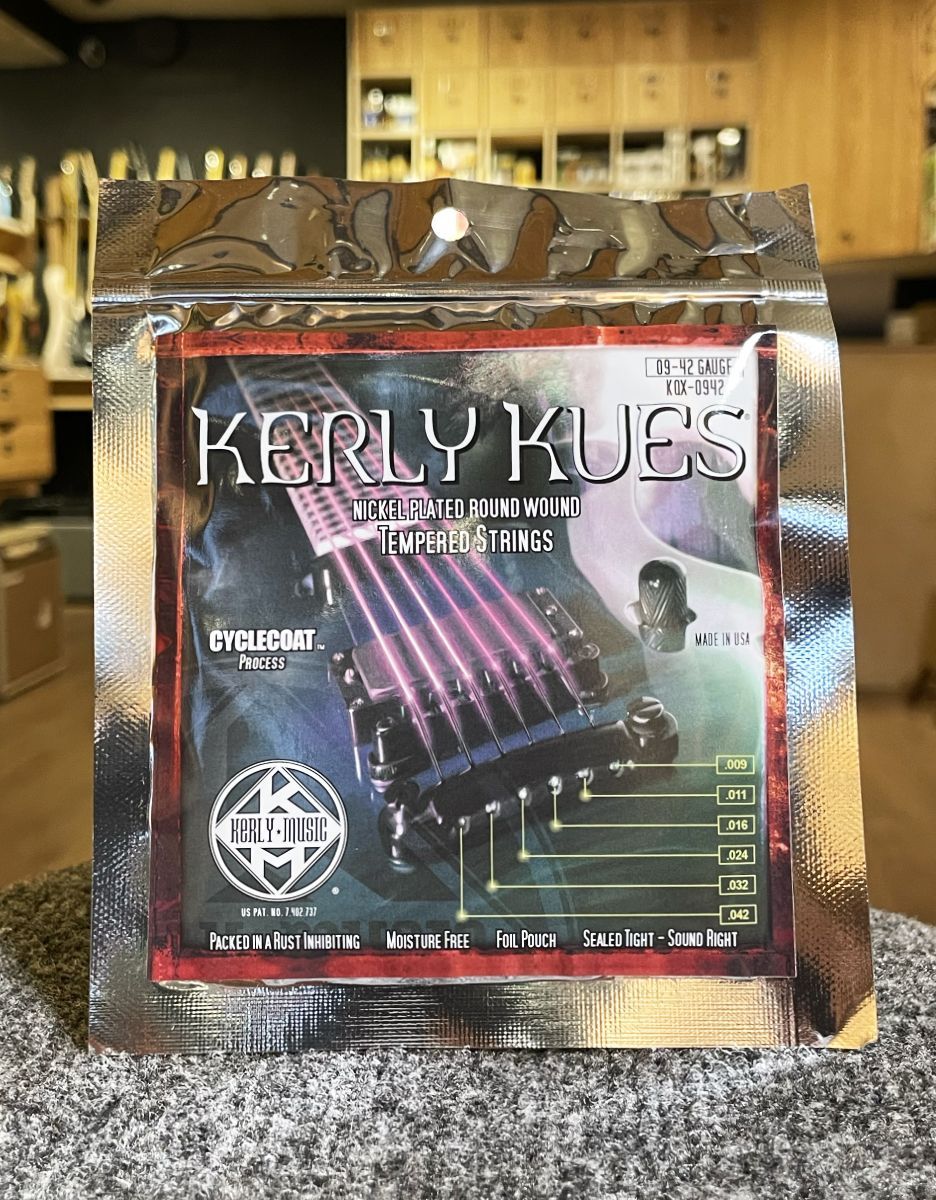 09-42 GAUGE
KQX-0942
KERLY KUES®
NICKEL PLATED ROUND WOUND
TEMPERED STRINGS
CYCLECOAT™
PROCESS
MADE IN USA
.009
.011
.016
.024
.032
.042
K
KERLY MUSIC
M
®
US PAT. NO. 7,402,737
PACKED IN A RUST INHIBITING MOISTURE FREE FOIL POUCH SEALED TIGHT – SOUND RIGHT